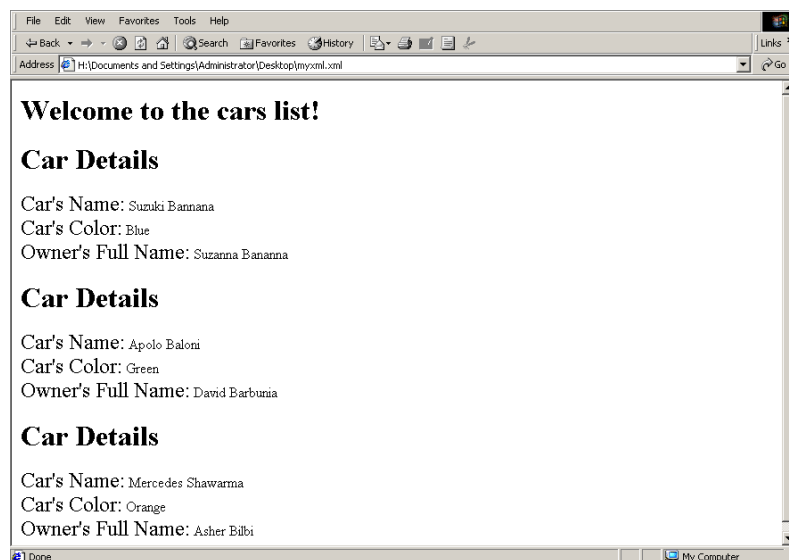 File Edit View Favorites Tools Help
Back Search Favorites History Links
Address H:\Documents and Settings\Administrator\Desktop\myxml.xml Go
Welcome to the cars list!
Car Details
Car's Name: Suzuki Bannana
Car's Color: Blue
Owner's Full Name: Suzanna Bananna
Car Details
Car's Name: Apolo Baloni
Car's Color: Green
Owner's Full Name: David Barbunia
Car Details
Car's Name: Mercedes Shawarma
Car's Color: Orange
Owner's Full Name: Asher Bilbi
Done My Computer